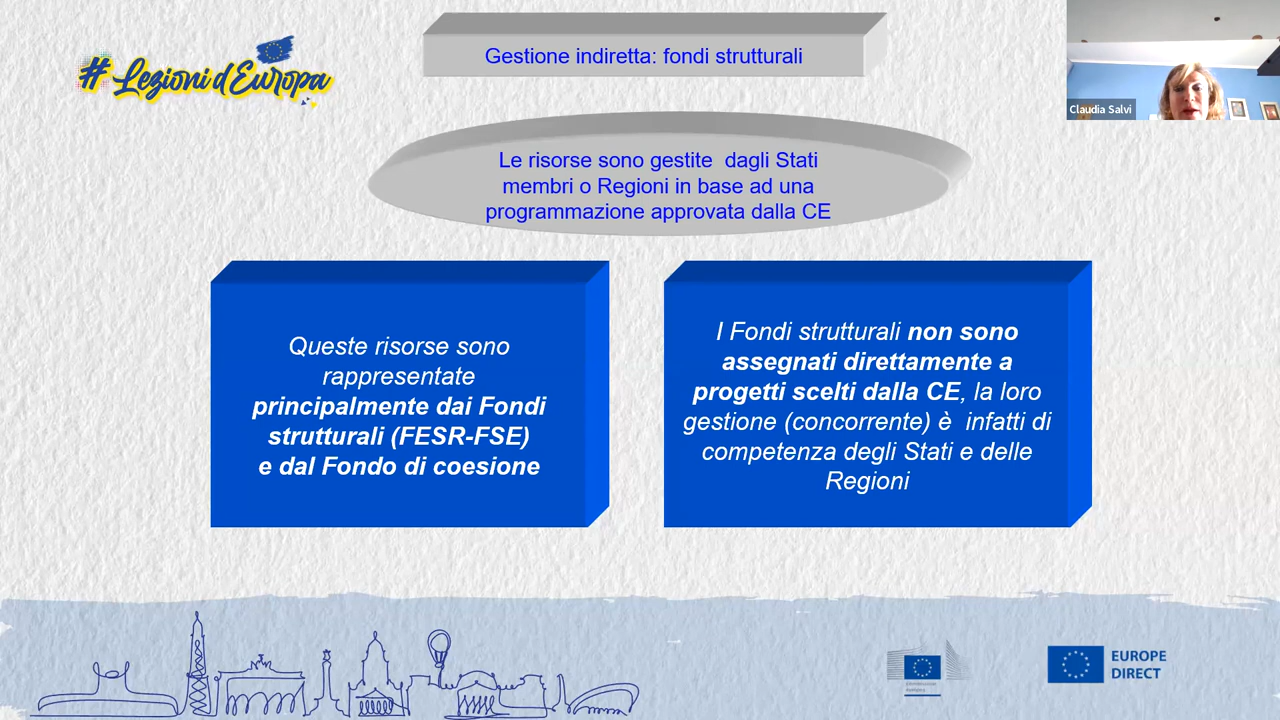 #Lezioni d'Europa
Gestione indiretta: fondi strutturali
Claudia Salvi
Le risorse sono gestite dagli Stati
membri o Regioni in base ad una
programmazione approvata dalla CE
Queste risorse sono
rappresentate
principalmente dai Fondi
strutturali (FESR-FSE)
e dal Fondo di coesione
I Fondi strutturali non sono
assegnati direttamente a
progetti scelti dalla CE, la loro
gestione (concorrente) è infatti di
competenza degli Stati e delle
Regioni
EUROPE
DIRECT